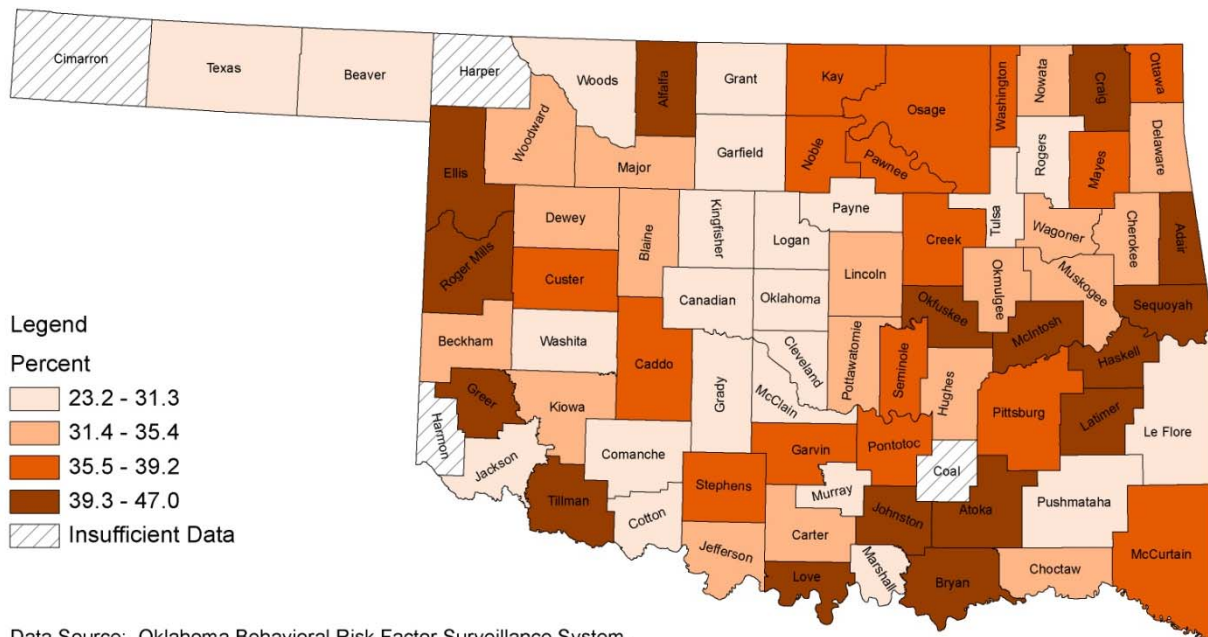 Cimarron
Texas
Beaver
Harper
Woods
Alfalfa
Grant
Kay
Osage
Washington
Nowata
Craig
Ottawa
Ellis
Woodward
Major
Garfield
Noble
Pawnee
Rogers
Mayes
Delaware
Roger Mills
Dewey
Blaine
Kingfisher
Logan
Payne
Creek
Tulsa
Wagoner
Cherokee
Adair
Custer
Canadian
Oklahoma
Lincoln
Okfuskee
Okmulgee
Muskogee
McIntosh
Sequoyah
Legend
Percent
23.2 - 31.3
31.4 - 35.4
35.5 - 39.2
39.3 - 47.0
Insufficient Data
Beckham
Washita
Caddo
Grady
Cleveland
McClain
Pottawatomie
Seminole
Hughes
Pittsburg
Haskell
Latimer
Le Flore
Harmon
Greer
Kiowa
Jackson
Comanche
Tillman
Cotton
Stephens
Garvin
Murray
Pontotoc
Coal
Johnston
Atoka
Pushmataha
McCurtain
Jefferson
Carter
Love
Marshall
Bryan
Choctaw
Data Source: Oklahoma Behavioral Risk Factor Surveillance System